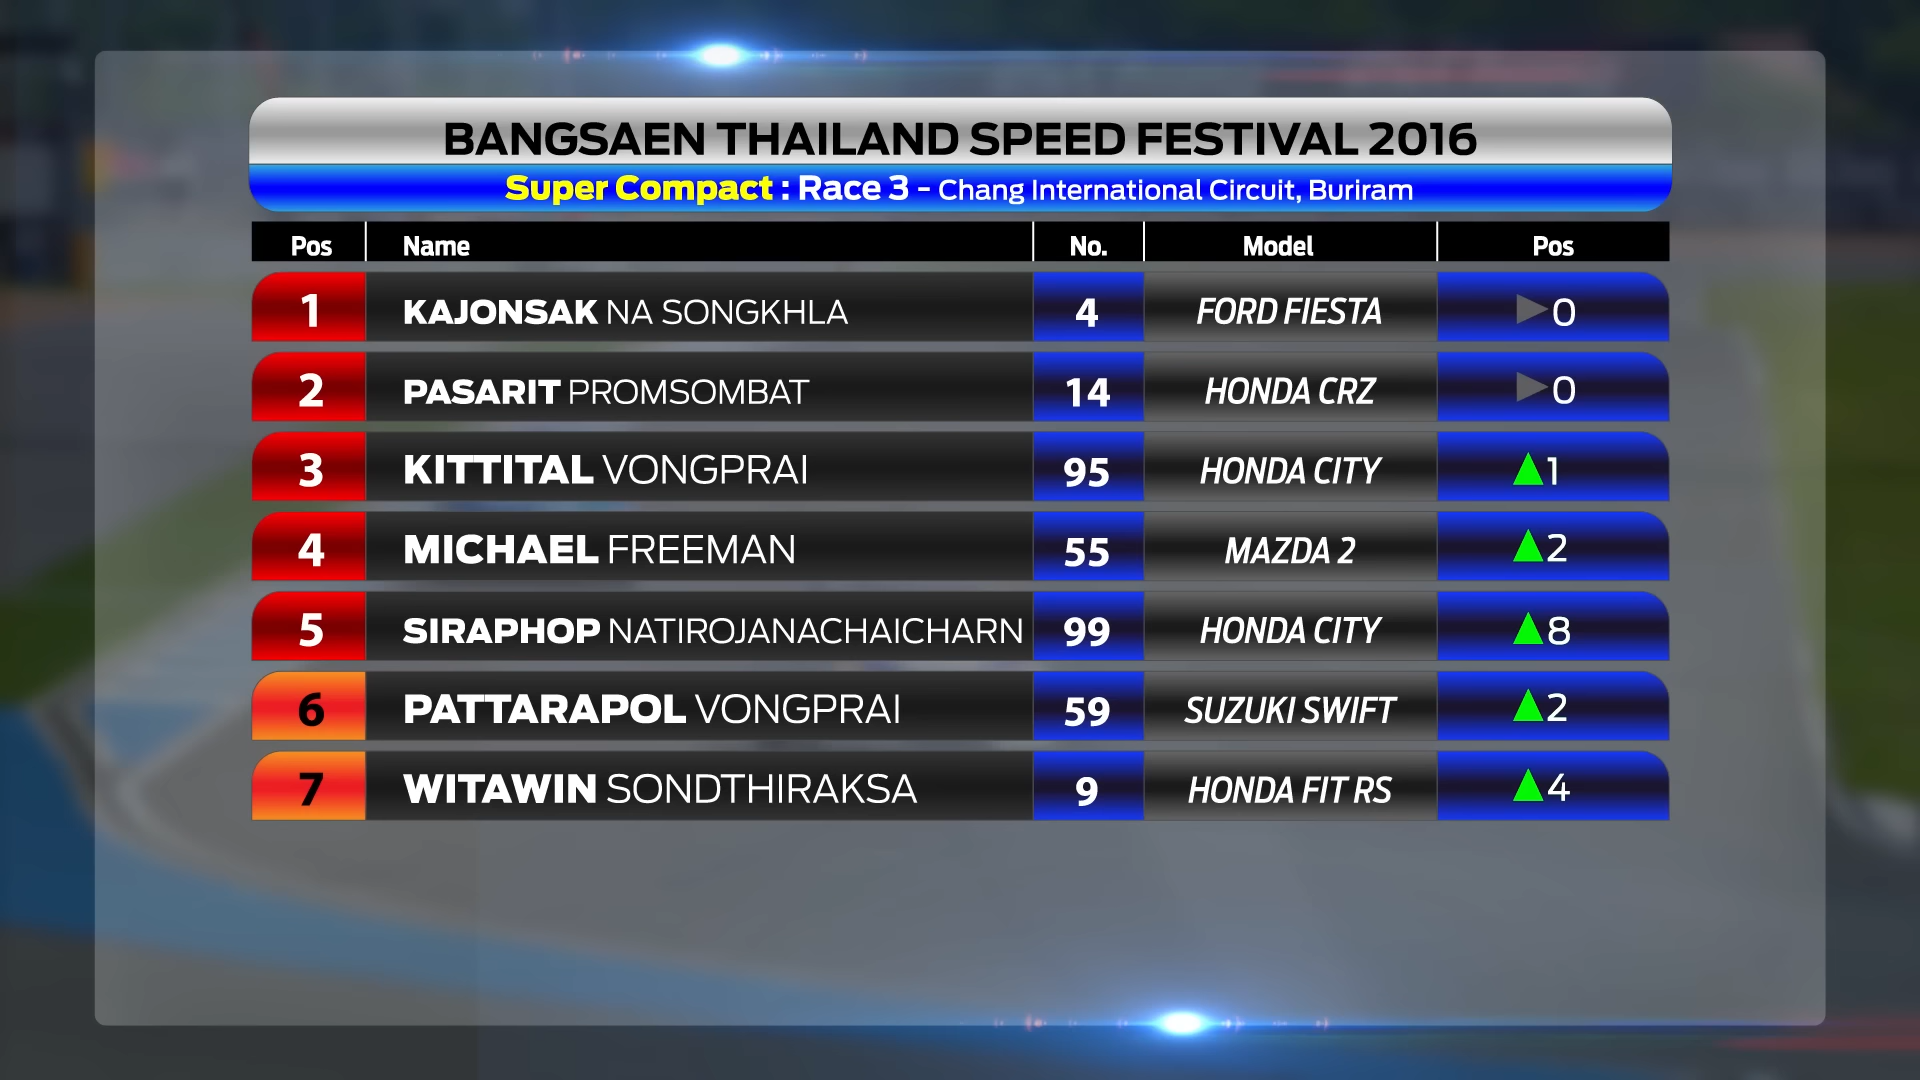 BANGSAEN THAILAND SPEED FESTIVAL 2016
Super Compact : Race 3 - Chang International Circuit, Buriram
Pos Name No. Model Pos
1 KAJONSAK NA SONGKHLA 4 FORD FIESTA ▶0
2 PASARIT PROMSOMBAT 14 HONDA CRZ ▶0
3 KITTITAL VONGPRAI 95 HONDA CITY ▲1
4 MICHAEL FREEMAN 55 MAZDA 2 ▲2
5 SIRAPHOP NATIROJANACHAICHARN 99 HONDA CITY ▲8
6 PATTARAPOL VONGPRAI 59 SUZUKI SWIFT ▲2
7 WITAWIN SONDTHIRAKSA 9 HONDA FIT RS ▲4